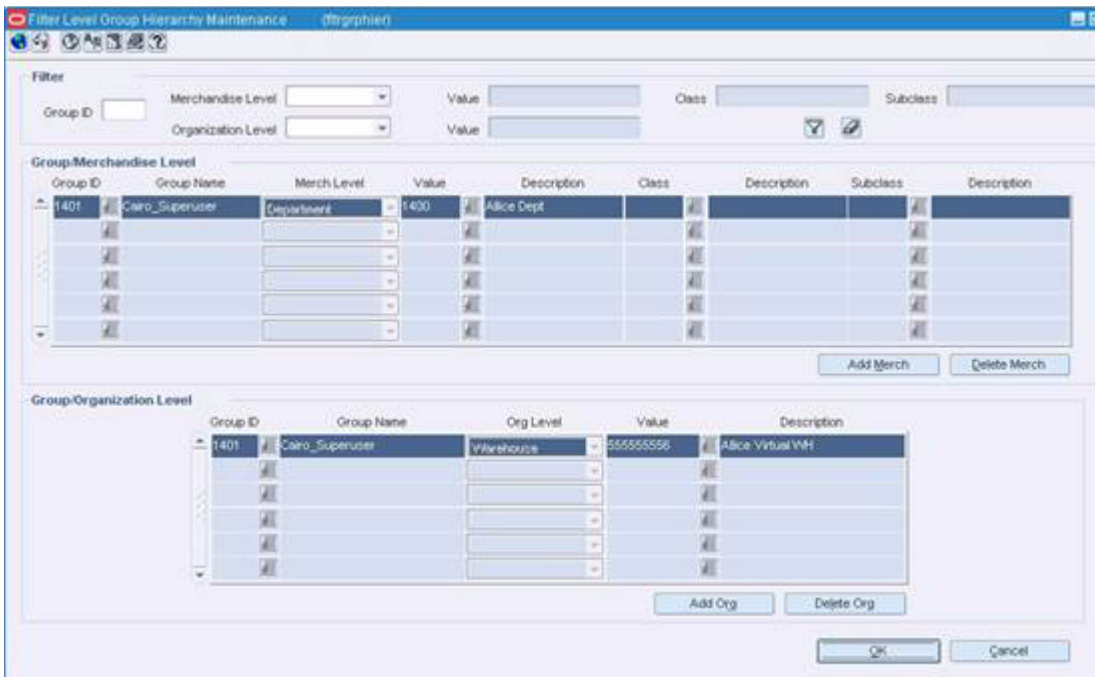 Filter Level Group Hierarchy Maintenance (fltrgrphier)
Filter
Group ID
Merchandise Level
Value
Class
Subclass
Organization Level
Value
Group/Merchandise Level
Group ID Group Name Merch Level Value Description Class Description Subclass Description
1401 Cairo_Superuser Department 1400 Allice Dept
Add Merch Delete Merch
Group/Organization Level
Group ID Group Name Org Level Value Description
1401 Cairo_Superuser Warehouse 555555556 Allice Virtual WH
Add Org Delete Org
OK Cancel